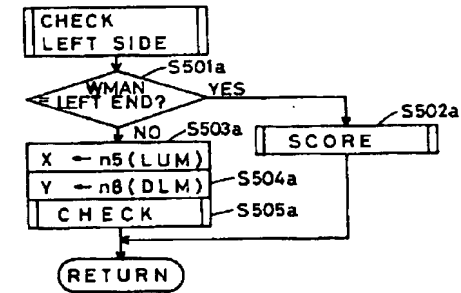 CHECK
LEFT SIDE
S501a
WMAN
= LEFT END?
YES
NO
S502a
SCORE
S503a
X ← n5(LUM)
Y ← n8(DLM)
S504a
CHECK
S505a
RETURN